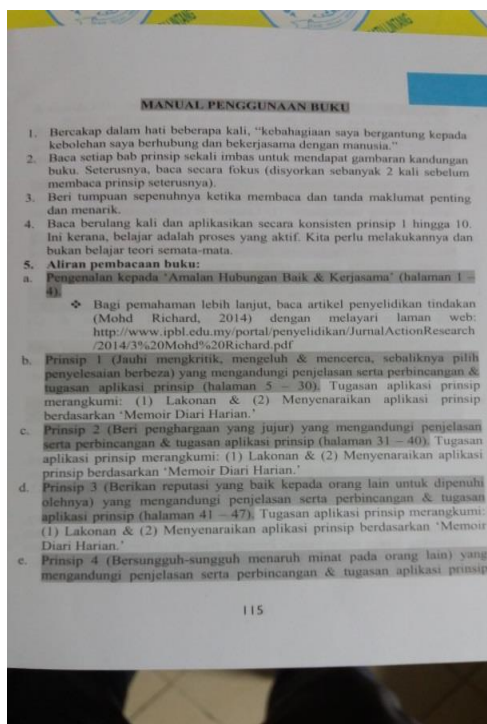 LINTANG
MANUAL PENGGUNAAN BUKU
1. Bercakap dalam hati beberapa kali, “kebahagiaan saya bergantung kepada
kebolehan saya berhubung dan bekerjasama dengan manusia.”
2. Baca setiap bab prinsip sekali imbas untuk mendapat gambaran kandungan
buku. Seterusnya, baca secara fokus (disyorkan sebanyak 2 kali sebelum
membaca prinsip seterusnya).
3. Beri tumpuan sepenuhnya ketika membaca dan tanda maklumat penting
dan menarik.
4. Baca berulang kali dan aplikasikan secara konsisten prinsip 1 hingga 10.
Ini kerana, belajar adalah proses yang aktif. Kita perlu melakukannya dan
bukan belajar teori semata-mata.
5. Aliran pembacaan buku:
a. Pengenalan kepada ‘Amalan Hubungan Baik & Kerjasama’ (halaman 1 –
4).
❖ Bagi pemahaman lebih lanjut, baca artikel penyelidikan tindakan
(Mohd Richard, 2014) dengan melayari laman web:
http://www.ipbl.edu.my/portal/penyelidikan/JurnalActionResearch
/2014/3%20Mohd%20Richard.pdf
b. Prinsip 1 (Jauhi mengkritik, mengeluh & mencerca, sebaliknya pilih
penyelesaian berbeza) yang mengandungi penjelasan serta perbincangan &
tugasan aplikasi prinsip (halaman 5 – 30). Tugasan aplikasi prinsip
merangkumi: (1) Lakonan & (2) Menyenaraikan aplikasi prinsip
berdasarkan ‘Memoir Diari Harian.’
c. Prinsip 2 (Beri penghargaan yang jujur) yang mengandungi penjelasan
serta perbincangan & tugasan aplikasi prinsip (halaman 31 – 40). Tugasan
aplikasi prinsip merangkumi: (1) Lakonan & (2) Menyenaraikan aplikasi
prinsip berdasarkan ‘Memoir Diari Harian.’
d. Prinsip 3 (Berikan reputasi yang baik kepada orang lain untuk dipenuhi
olehnya) yang mengandungi penjelasan serta perbincangan & tugasan
aplikasi prinsip (halaman 41 – 47). Tugasan aplikasi prinsip merangkumi:
(1) Lakonan & (2) Menyenaraikan aplikasi prinsip berdasarkan ‘Memoir
Diari Harian.’
e. Prinsip 4 (Bersungguh-sungguh menaruh minat pada orang lain) yang
mengandungi penjelasan serta perbincangan & tugasan aplikasi prinsip
115